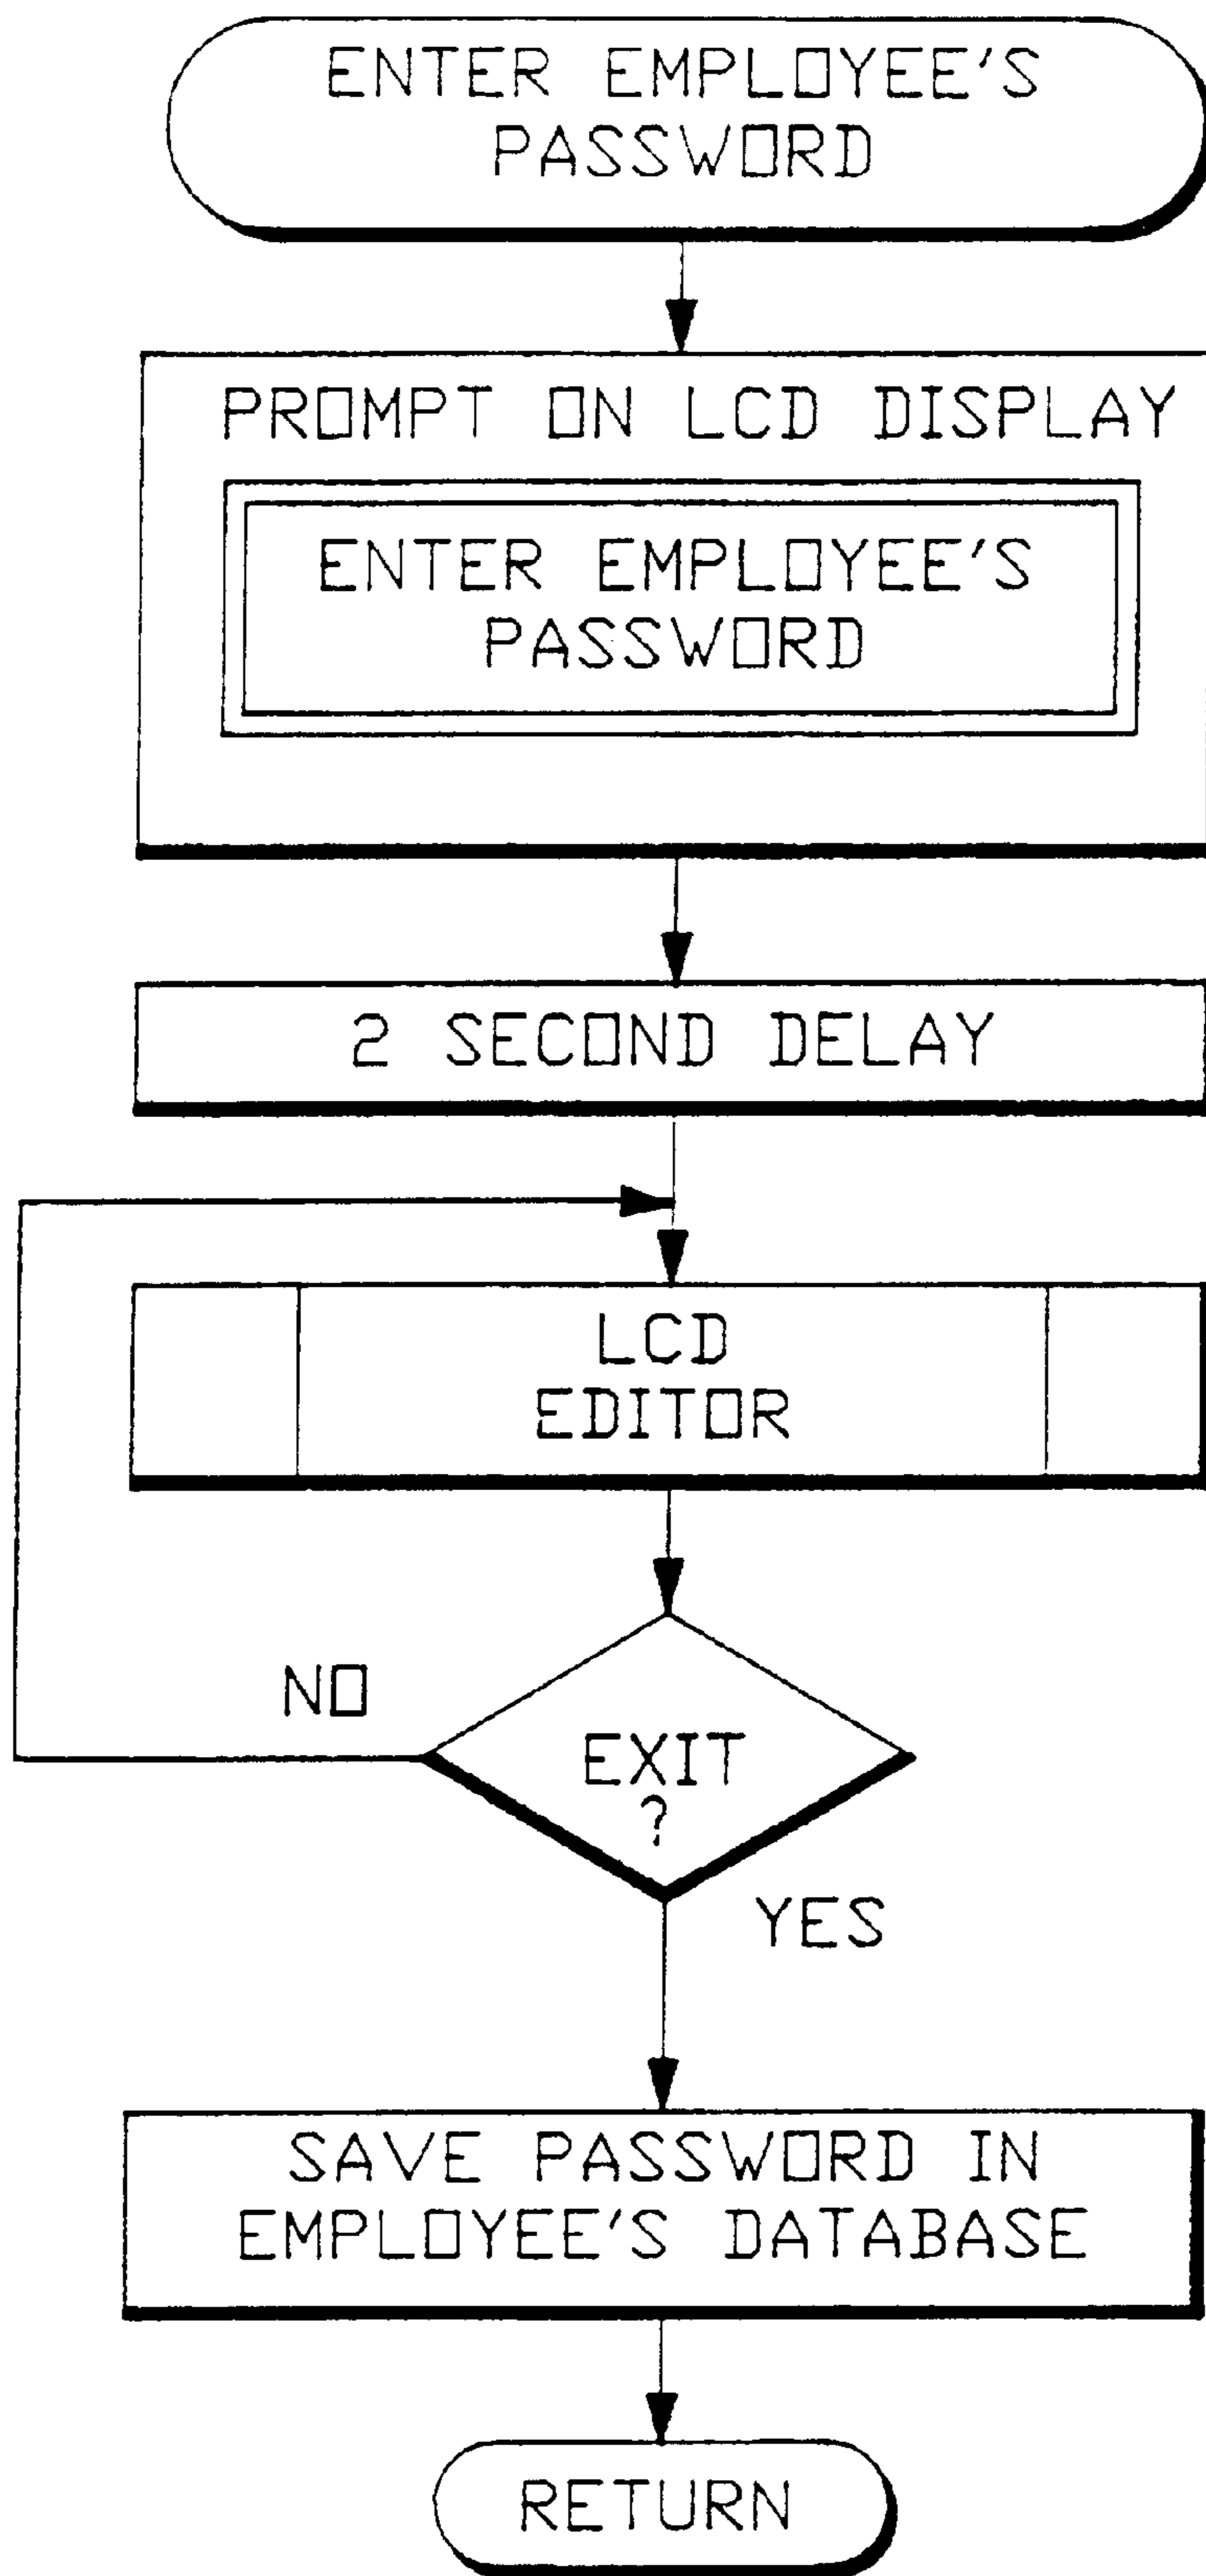 ENTER EMPLOYEE'S
PASSWORD
PROMPT ON LCD DISPLAY
ENTER EMPLOYEE'S
PASSWORD
2 SECOND DELAY
LCD
EDITOR
NO
EXIT
?
YES
SAVE PASSWORD IN
EMPLOYEE'S DATABASE
RETURN